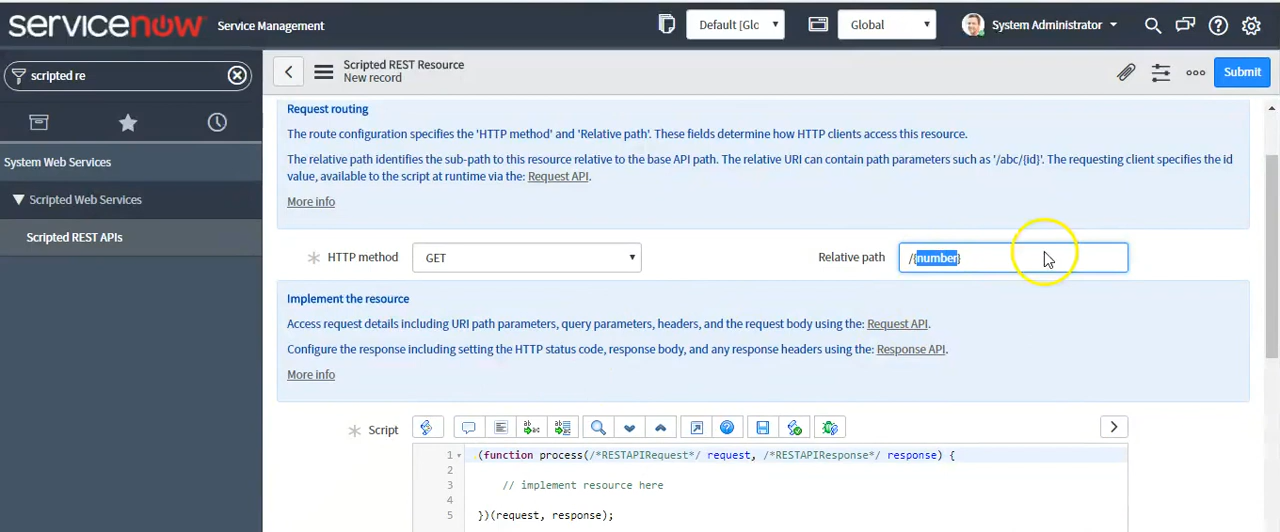 servicenow Service Management
Default [Glc
Global
System Administrator
scripted re
System Web Services
Scripted Web Services
Scripted REST APIs
Scripted REST Resource
New record
Submit
Request routing
The route configuration specifies the 'HTTP method' and 'Relative path'. These fields determine how HTTP clients access this resource.
The relative path identifies the sub-path to this resource relative to the base API path. The relative URI can contain path parameters such as '/abc/{id}'. The requesting client specifies the id
value, available to the script at runtime via the: Request API.
More info
HTTP method GET
Relative path /{number}
Implement the resource
Access request details including URI path parameters, query parameters, headers, and the request body using the: Request API.
Configure the response including setting the HTTP status code, response body, and any response headers using the: Response API.
More info
Script
1 (function process(/*RESTAPIRequest*/ request, /*RESTAPIResponse*/ response) {
2
3 // implement resource here
4
5 })(request, response);